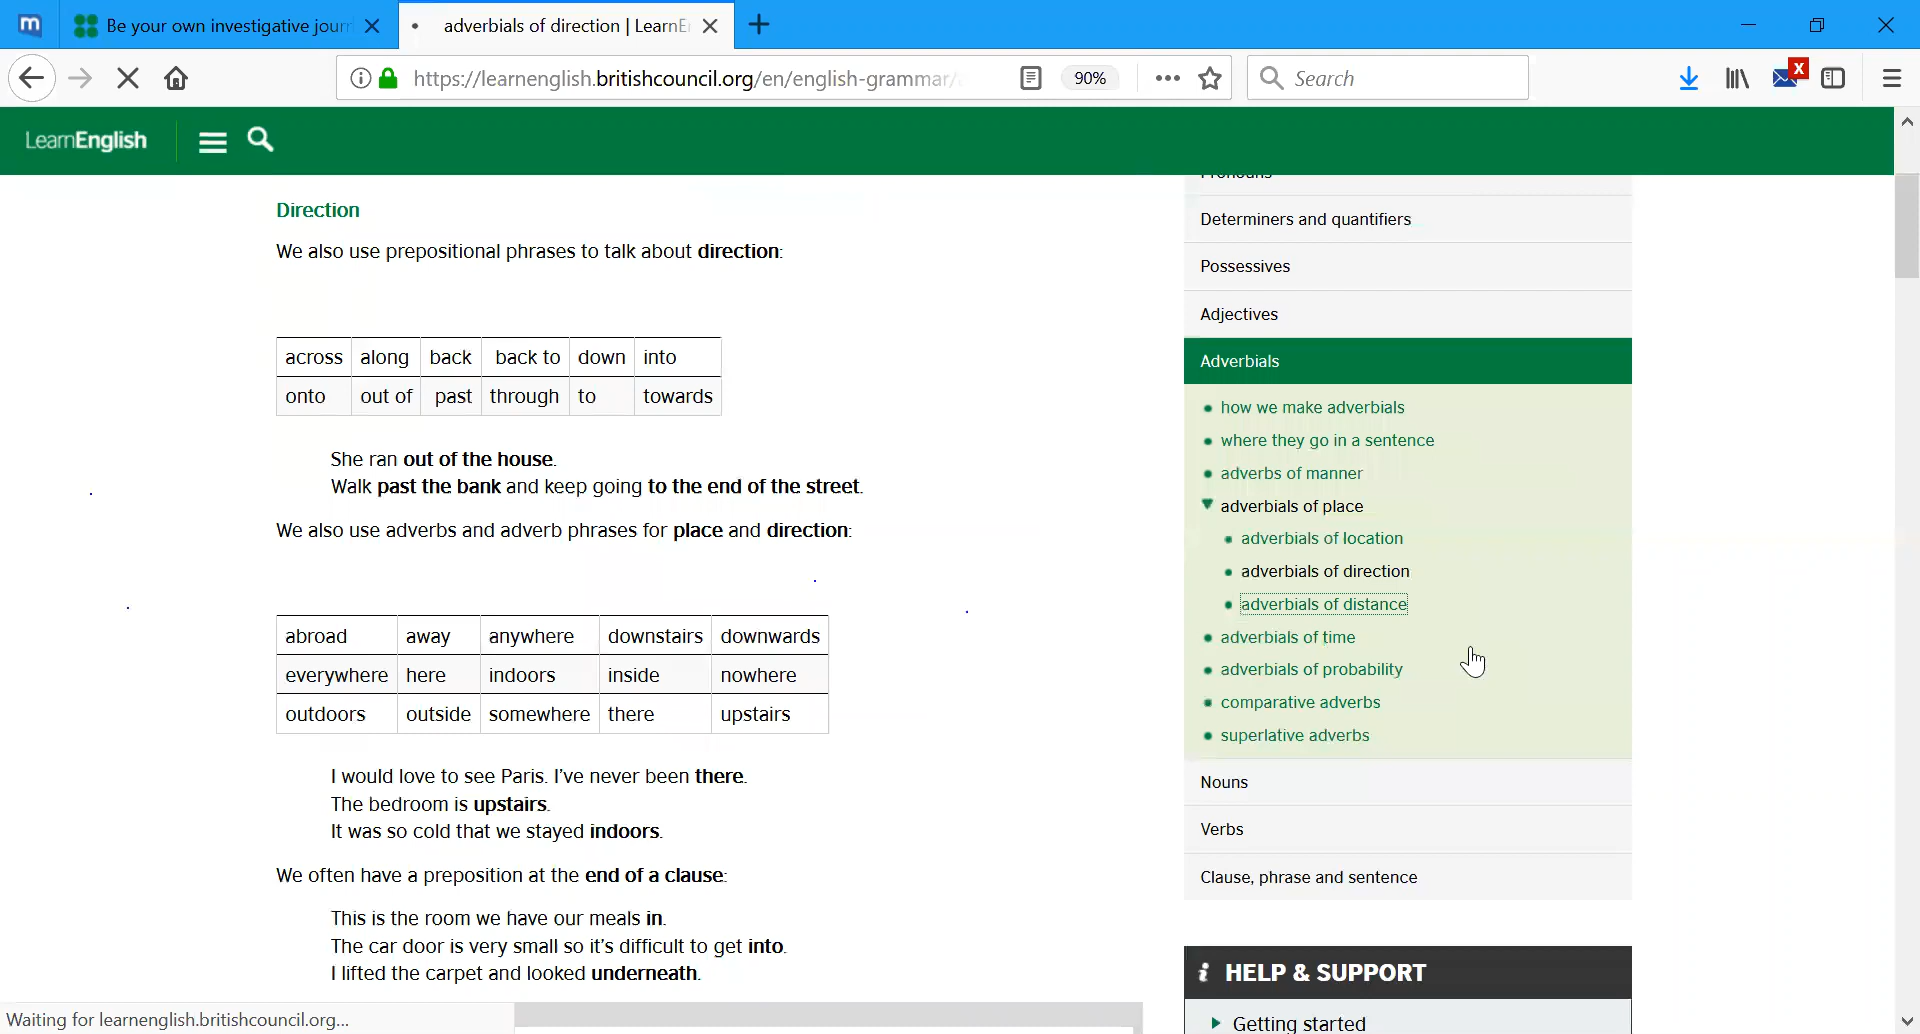 Be your own investigative jour
adverbials of direction | LearnE
https://learnenglish.britishcouncil.org/en/english-grammar/
90%
Search
X
LearnEnglish
Direction
We also use prepositional phrases to talk about direction:
across along back back to down into
onto out of past through to towards
She ran out of the house.
Walk past the bank and keep going to the end of the street.
We also use adverbs and adverb phrases for place and direction:
abroad away anywhere downstairs downwards
everywhere here indoors inside nowhere
outdoors outside somewhere there upstairs
I would love to see Paris. I've never been there.
The bedroom is upstairs.
It was so cold that we stayed indoors.
We often have a preposition at the end of a clause:
This is the room we have our meals in.
The car door is very small so it's difficult to get into.
I lifted the carpet and looked underneath.
Pronouns
Determiners and quantifiers
Possessives
Adjectives
Adverbials
how we make adverbials
where they go in a sentence
adverbs of manner
adverbials of place
adverbials of location
adverbials of direction
adverbials of distance
adverbials of time
adverbials of probability
comparative adverbs
superlative adverbs
Nouns
Verbs
Clause, phrase and sentence
i HELP & SUPPORT
Getting started
Waiting for learnenglish.britishcouncil.org...